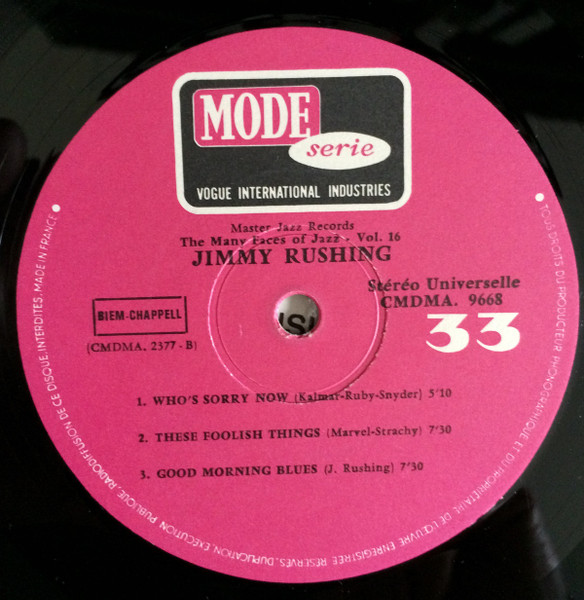 MODE
serie
VOGUE INTERNATIONAL INDUSTRIES
Master Jazz Records
The Many Faces of Jazz - Vol. 16
JIMMY RUSHING
BIEM-CHAPPELL
(CMDMA. 2377 - B)
Stéréo Universelle
CMDMA. 9668
33
1. WHO'S SORRY NOW (Kalmar-Ruby-Snyder) 5'10
2. THESE FOOLISH THINGS (Marvel-Strachy) 7'30
3. GOOD MORNING BLUES (J. Rushing) 7'30
TOUS DROITS DU PRODUCTEUR PHONOGRAPHIQUE ET DU PROPRIÉTAIRE DE L'ŒUVRE ENREGISTRÉE RÉSERVÉS. DUPLICATION, EXÉCUTION PUBLIQUE, RADIODIFFUSION DE CE DISQUE, INTERDITES. MADE IN FRANCE